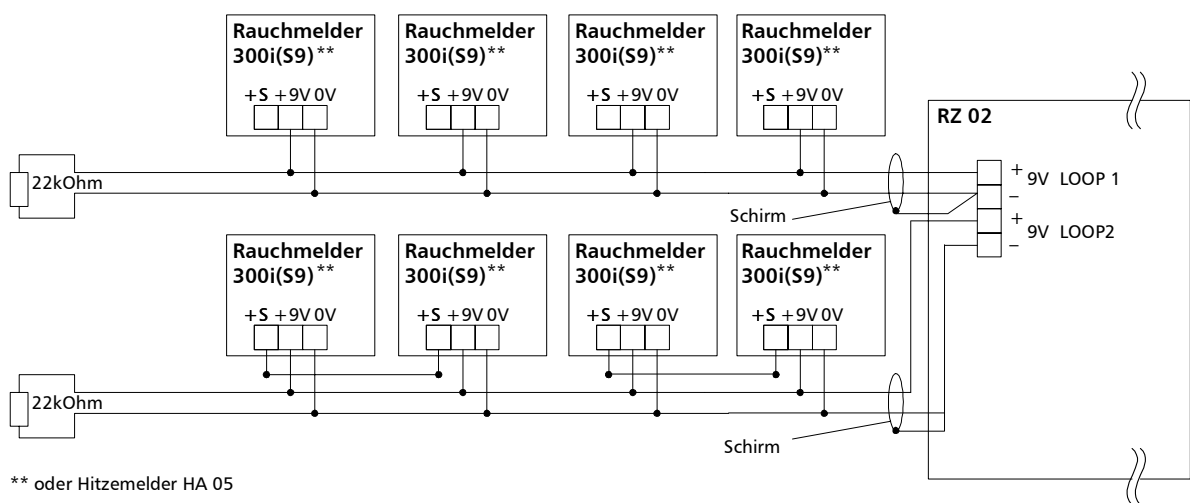 Rauchmelder
300i(S9)**
+S +9V 0V
Rauchmelder
300i(S9)**
+S +9V 0V
Rauchmelder
300i(S9)**
+S +9V 0V
Rauchmelder
300i(S9)**
+S +9V 0V
RZ 02
22kOhm
+
9V LOOP 1
–
Schirm
+
9V LOOP2
–
Rauchmelder
300i(S9)**
+S +9V 0V
Rauchmelder
300i(S9)**
+S +9V 0V
Rauchmelder
300i(S9)**
+S +9V 0V
Rauchmelder
300i(S9)**
+S +9V 0V
22kOhm
Schirm
** oder Hitzemelder HA 05